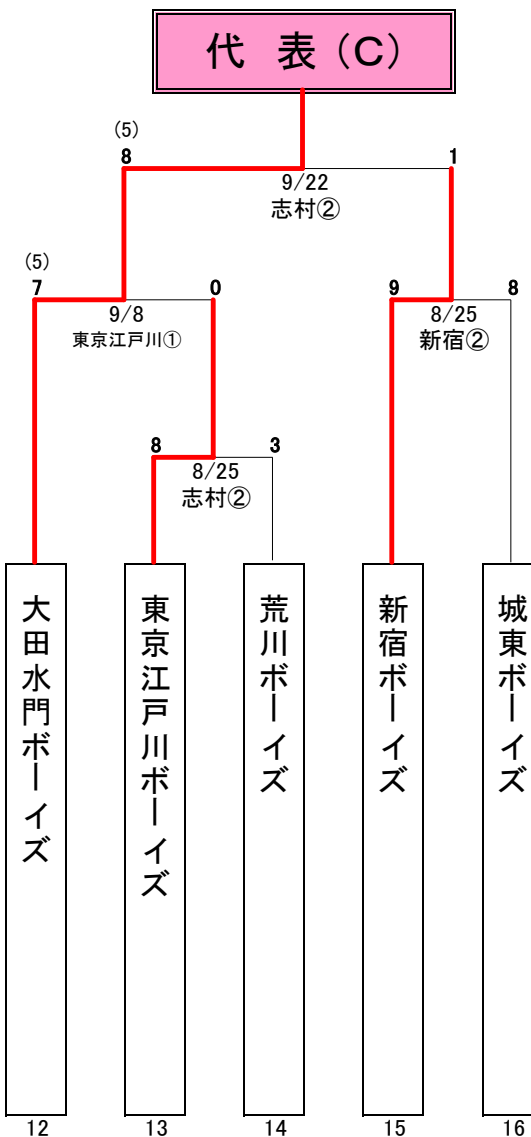 代 表（C）
(5)
8
1
9/22
志村②
(5)
7
0
9
8
9/8
東京江戸川①
8/25
新宿②
8
3
8/25
志村②
大田水門ボーイズ
東京江戸川ボーイズ
荒川ボーイズ
新宿ボーイズ
城東ボーイズ
12
13
14
15
16